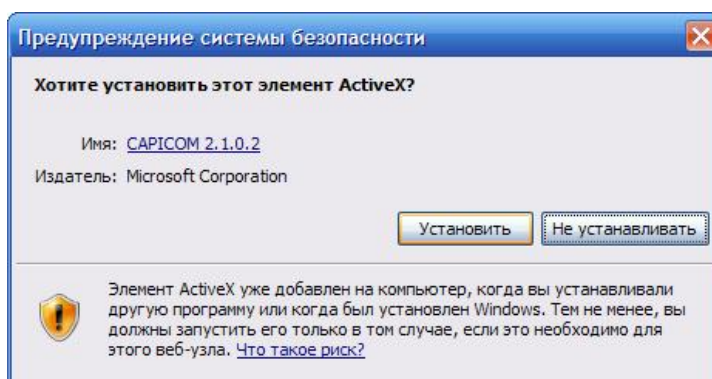 Предупреждение системы безопасности
Хотите установить этот элемент ActiveX?
Имя: CAPICOM 2.1.0.2
Издатель: Microsoft Corporation
Установить Не устанавливать
Элемент ActiveX уже добавлен на компьютер, когда вы устанавливали
другую программу или когда был установлен Windows. Тем не менее, вы
должны запустить его только в том случае, если это необходимо для
этого веб-узла. Что такое риск?